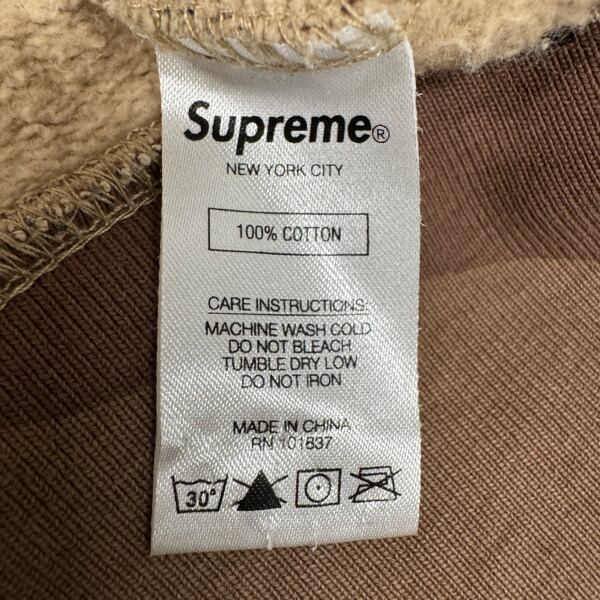 Supreme®
NEW YORK CITY
100% COTTON
CARE INSTRUCTIONS:
MACHINE WASH COLD
DO NOT BLEACH
TUMBLE DRY LOW
DO NOT IRON
MADE IN CHINA
RN 101837
30°